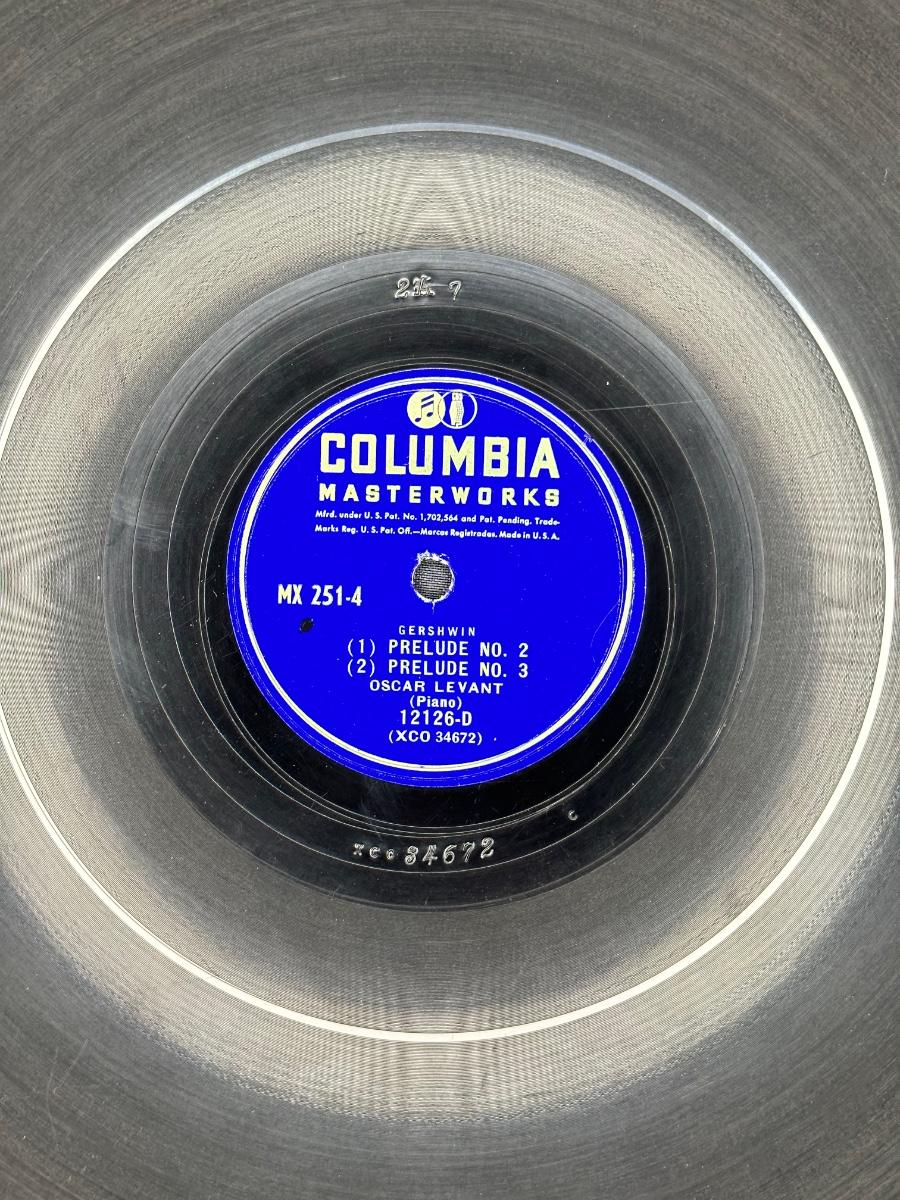 COLUMBIA
MASTERWORKS
Mfrd. under U. S. Pat. No. 1,702,564 and Pat. Pending. Trade-
Marks Reg. U. S. Pat. Off.—Marcas Registradas. Made in U. S. A.
MX 251-4
GERSHWIN
(1) PRELUDE NO. 2
(2) PRELUDE NO. 3
OSCAR LEVANT
(Piano)
12126-D
(XCO 34672)
C
xco 34672